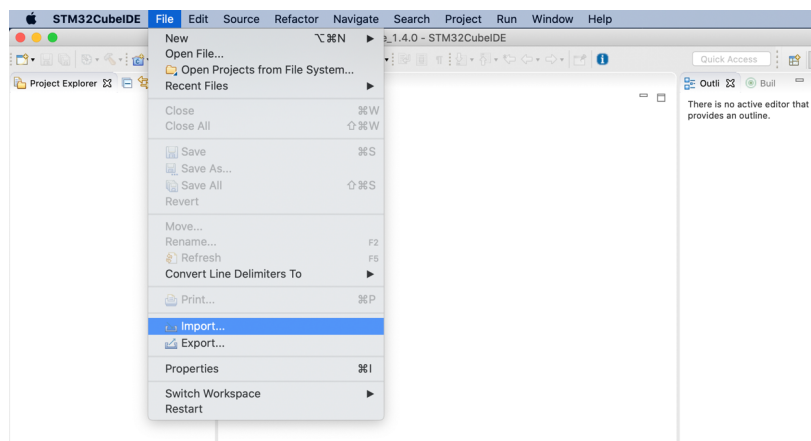 STM32CubeIDE File Edit Source Refactor Navigate Search Project Run Window Help
e_1.4.0 - STM32CubeIDE
Quick Access
Project Explorer
New ⌥⌘N ▶
Open File...
Open Projects from File System...
Recent Files ▶
Close ⌘W
Close All ⇧⌘W
Save ⌘S
Save As...
Save All ⇧⌘S
Revert
Move...
Rename... F2
Refresh F5
Convert Line Delimiters To ▶
Print... ⌘P
Import...
Export...
Properties ⌘I
Switch Workspace ▶
Restart
Outli Buil
There is no active editor that
provides an outline.